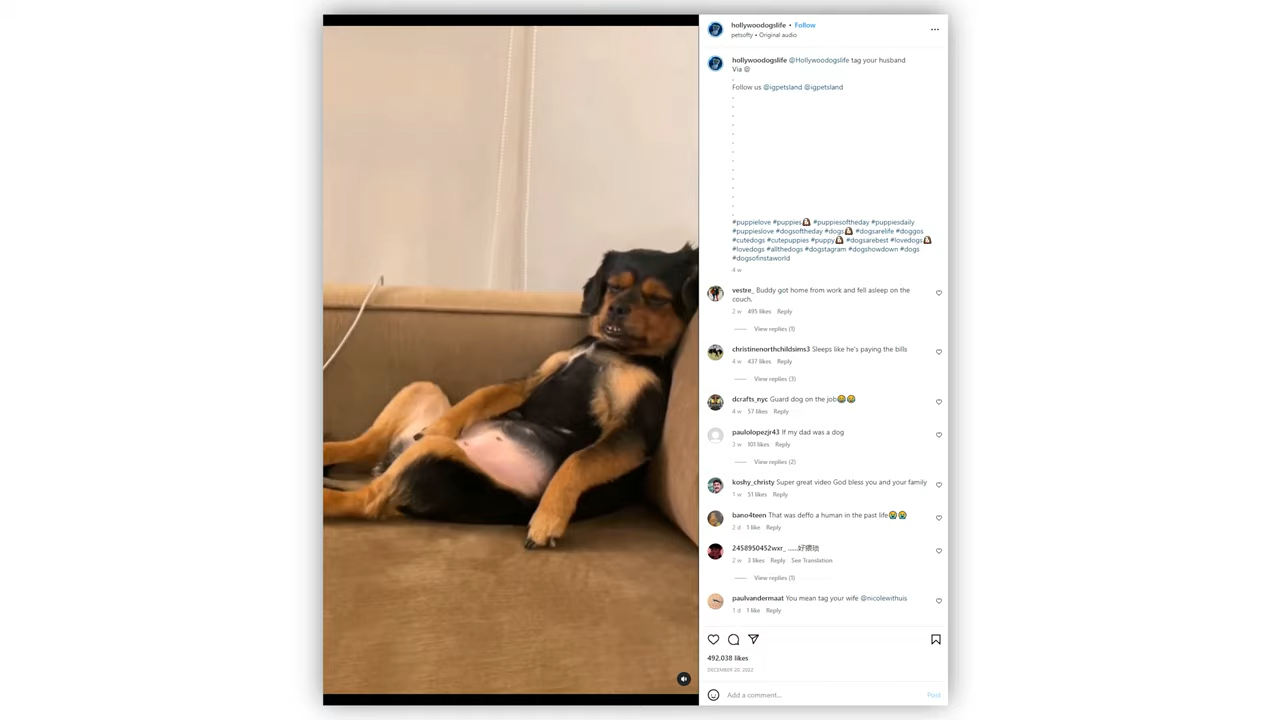 hollywoodogslife • Follow
petsofty • Original audio
hollywoodogslife @Hollywoodogslife tag your husband
Via @
.
Follow us @igpetsland @igpetsland
.
.
.
.
.
.
.
.
.
.
.
.
.
.
#puppielove #puppies #puppiesoftheday #puppiesdaily
#puppieslove #dogsoftheday #dogs #dogsarelife #doggos
#cutedogs #cutepuppies #puppy #dogsarebest #lovedogs
#lovedogs #allthedogs #dogstagram #dogshowdown #dogs
#dogsofinstaworld
4 w
vestre_ Buddy got home from work and fell asleep on the
couch.
2 w 495 likes Reply
View replies (1)
christinenorthchildsims3 Sleeps like he's paying the bills
4 w 437 likes Reply
View replies (3)
dcrafts_nyc Guard dog on the job😂😂
4 w 57 likes Reply
paulolopezjr43 If my dad was a dog
3 w 101 likes Reply
View replies (2)
koshy_christy Super great video God bless you and your family
1 w 51 likes Reply
bano4teen That was deffo a human in the past life😭😭
2 d 1 like Reply
2458950452wxr_ ......好猥琐
2 w 3 likes Reply See Translation
View replies (1)
paulvandermaat You mean tag your wife @nicolewithuis
1 d 1 like Reply
492,038 likes
DECEMBER 20, 2022
Add a comment...
Post